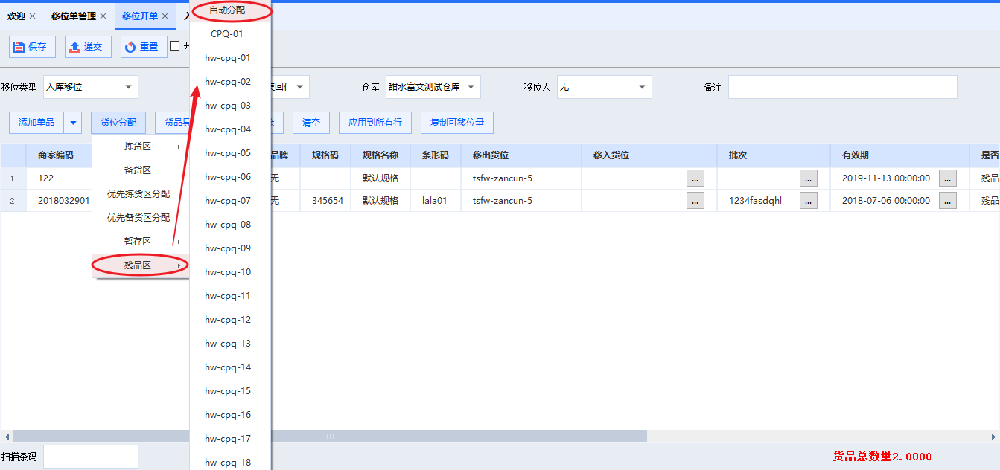 欢迎 移位单管理 移位开单
保存 递交 重置
移位类型 入库移位 仓库 甜水富文测试仓库 移位人 无 备注
添加单品 货位分配 货品导 清空 应用到所有行 复制可移位量
商家编码 品牌 规格码 规格名称 条形码 移出货位 移入货位 批次 有效期 是否
1 122 无 默认规格 tsfw-zancun-5 ... ... 2019-11-13 00:00:00 ... 残品
2 2018032901 无 345654 默认规格 lala01 tsfw-zancun-5 ... 1234fasdqhl ... 2018-07-06 00:00:00 ... 残品
拣货区
备货区
优先拣货区分配
优先备货区分配
暂存区
残品区
自动分配
CPQ-01
hw-cpq-01
hw-cpq-02
hw-cpq-03
hw-cpq-04
hw-cpq-05
hw-cpq-06
hw-cpq-07
hw-cpq-08
hw-cpq-09
hw-cpq-10
hw-cpq-11
hw-cpq-12
hw-cpq-13
hw-cpq-14
hw-cpq-15
hw-cpq-16
hw-cpq-17
hw-cpq-18
扫描条码 货品总数量2.0000